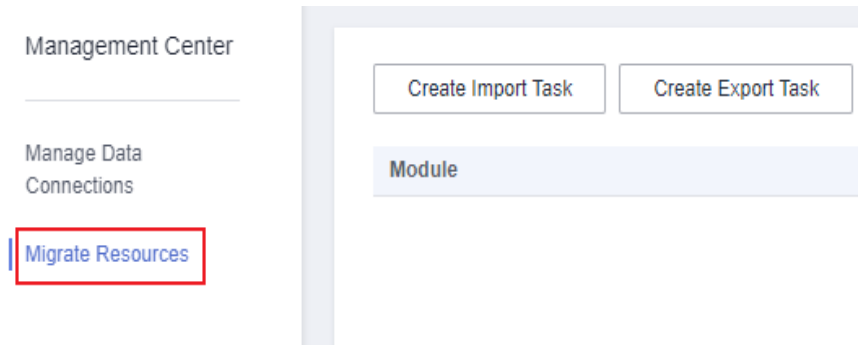 Management Center
Create Import Task
Create Export Task
Manage Data
Connections
Module
Migrate Resources